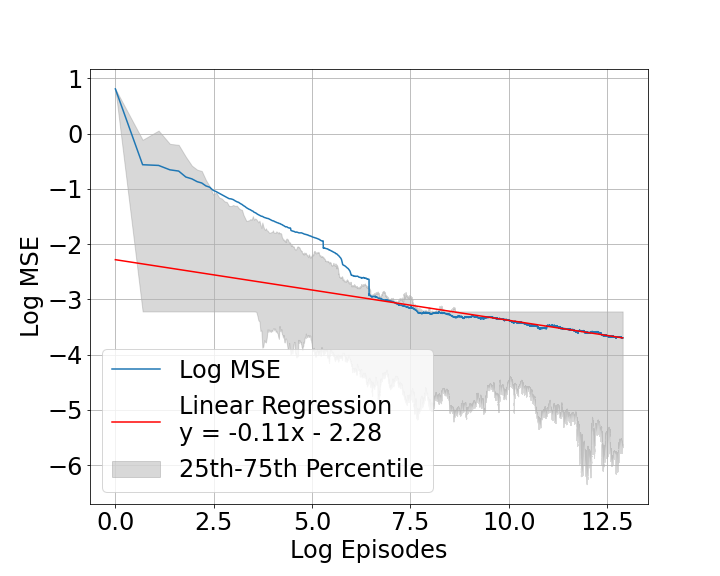 1
0
−1
−2
−3
−4
−5
−6
Log MSE
Log MSE
Linear Regression
y = -0.11x - 2.28
25th-75th Percentile
0.0 2.5 5.0 7.5 10.0 12.5
Log Episodes